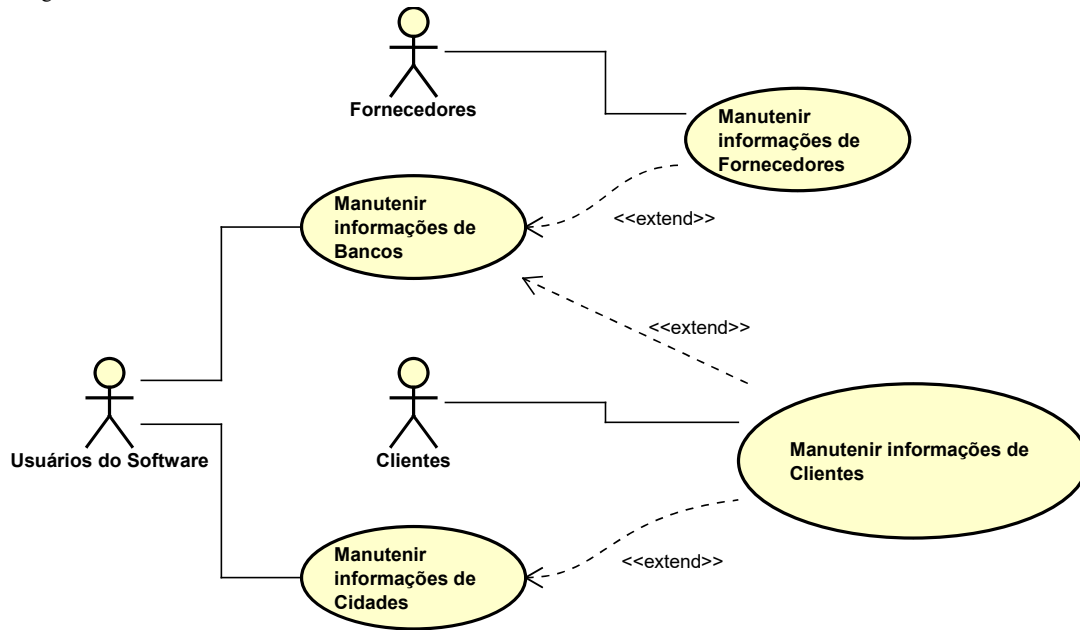 Fornecedores
Manutenir
informações de
Fornecedores
Manutenir
informações de
Bancos
<<extend>>
<<extend>>
Usuários do Software
Clientes
Manutenir informações de
Clientes
Manutenir
informações de
Cidades
<<extend>>